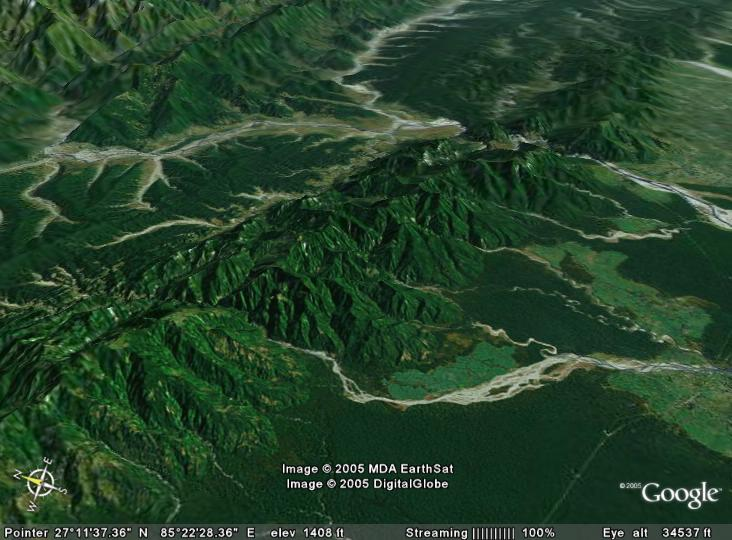 N E
W S
Image © 2005 MDA EarthSat
Image © 2005 DigitalGlobe
©2005 Google™
Pointer 27°11'37.36" N 85°22'28.36" E elev 1408 ft Streaming |||||||||| 100% Eye alt 34537 ft